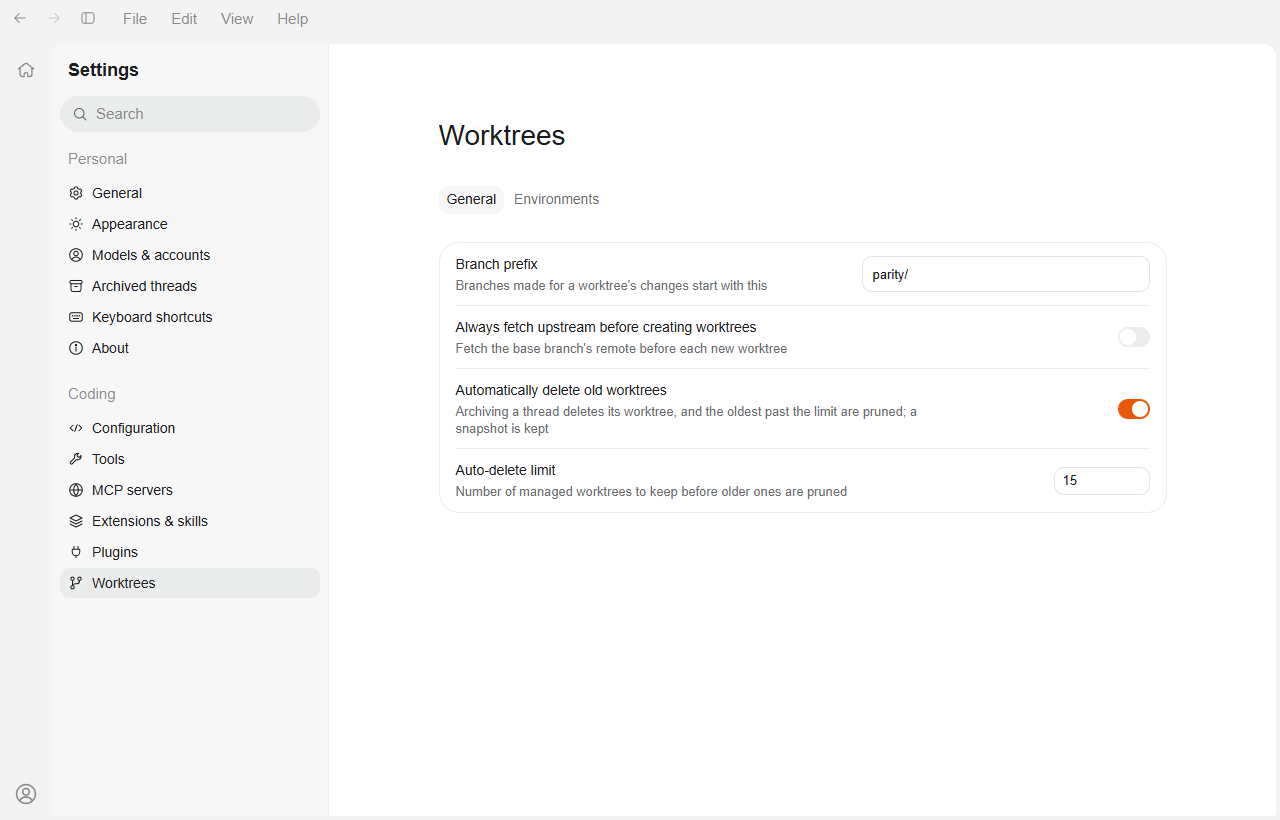 File Edit View Help
Settings
Search
Personal
General
Appearance
Models & accounts
Archived threads
Keyboard shortcuts
About
Coding
Configuration
Tools
MCP servers
Extensions & skills
Plugins
Worktrees
Worktrees
General Environments
Branch prefix
Branches made for a worktree's changes start with this
parity/
Always fetch upstream before creating worktrees
Fetch the base branch's remote before each new worktree
Automatically delete old worktrees
Archiving a thread deletes its worktree, and the oldest past the limit are pruned; a
snapshot is kept
Auto-delete limit
Number of managed worktrees to keep before older ones are pruned
15